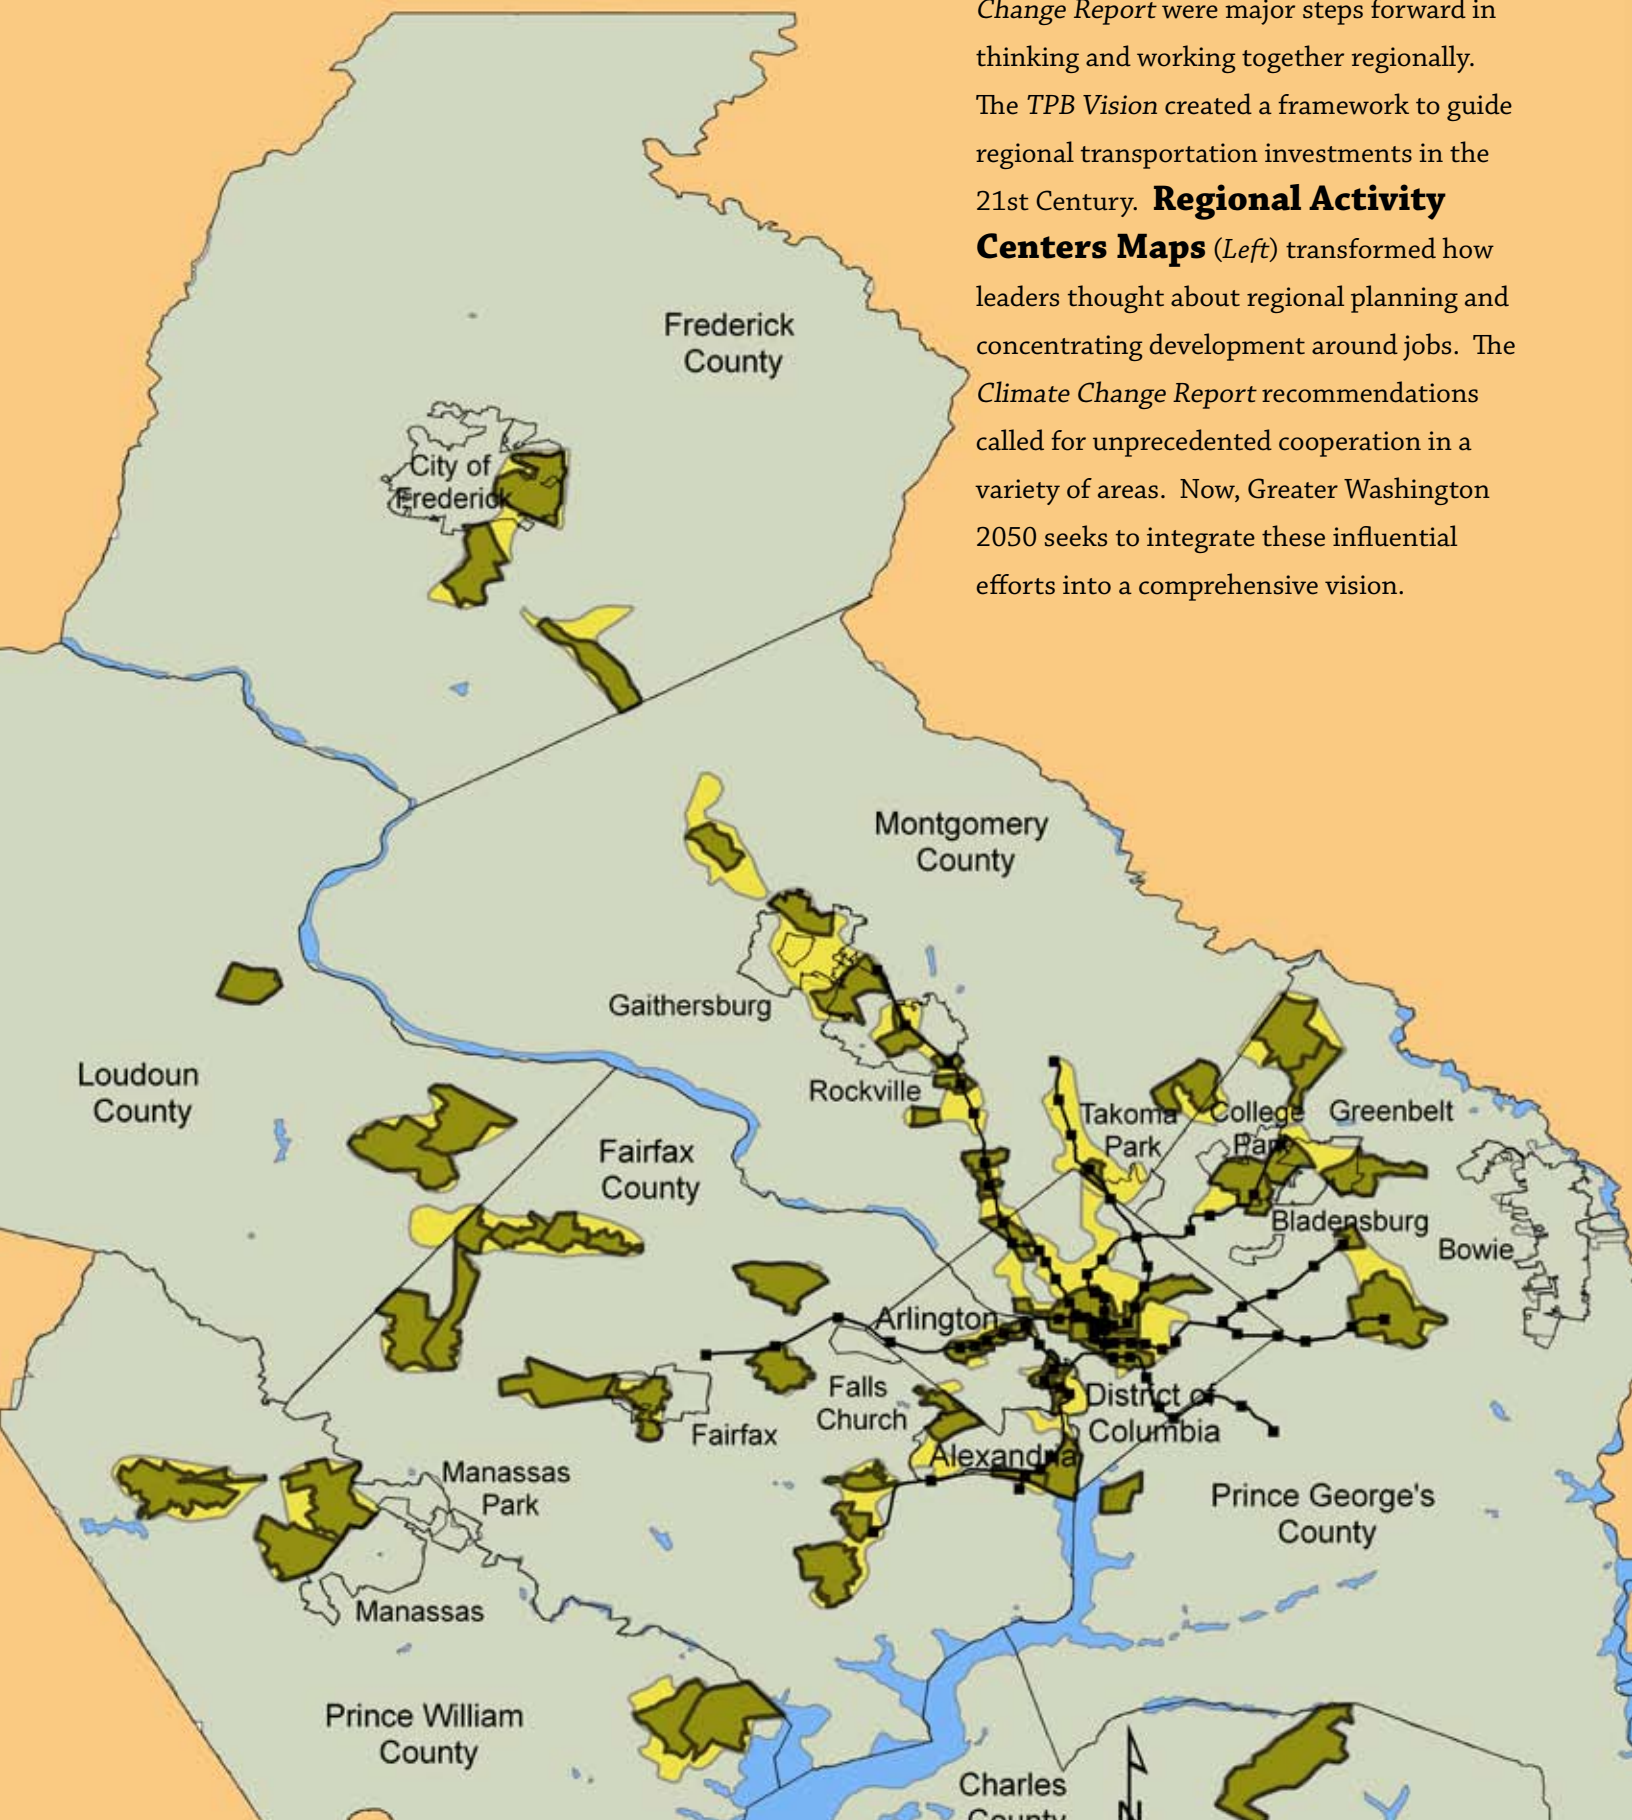 Change Report were major steps forward in
thinking and working together regionally.
The TPB Vision created a framework to guide
regional transportation investments in the
21st Century. Regional Activity
Centers Maps (Left) transformed how
leaders thought about regional planning and
concentrating development around jobs. The
Climate Change Report recommendations
called for unprecedented cooperation in a
variety of areas. Now, Greater Washington
2050 seeks to integrate these influential
efforts into a comprehensive vision.
Frederick
County
City of
Frederick
Montgomery
County
Gaithersburg
Rockville
Loudoun
County
Fairfax
County
Takoma
Park
College
Park
Greenbelt
Bladensburg
Bowie
Arlington
Falls
Church
Fairfax
District of
Columbia
Alexandria
Manassas
Park
Manassas
Prince George's
County
Prince William
County
Charles
County
N